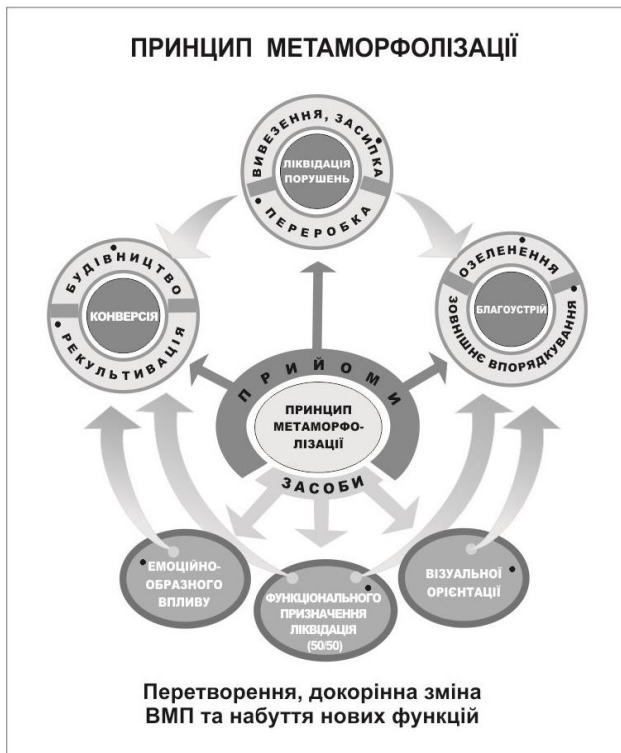 ПРИНЦИП МЕТАМОРФОЛІЗАЦІЇ
ВИВЕЗЕННЯ, ЗАСИПКА
ЛІКВІДАЦІЯ
ПОРУШЕНЬ
ПЕРЕРОБКА
БУДІВНИЦТВО
КОНВЕРСІЯ
РЕКУЛЬТИВАЦІЯ
ОЗЕЛЕНЕННЯ
БЛАГОУСТРІЙ
ЗОВНІШНЄ ВПОРЯДКУВАННЯ
ПРИЙОМИ
ПРИНЦИП
МЕТАМОРФО-
ЛІЗАЦІЇ
ЗАСОБИ
ЕМОЦІЙНО-
ОБРАЗНОГО
ВПЛИВУ
ФУНКЦІОНАЛЬНОГО
ПРИЗНАЧЕННЯ
ЛІКВІДАЦІЯ
(50/50)
ВІЗУАЛЬНОЇ
ОРІЄНТАЦІЇ
Перетворення, докорінна зміна
ВМП та набуття нових функцій